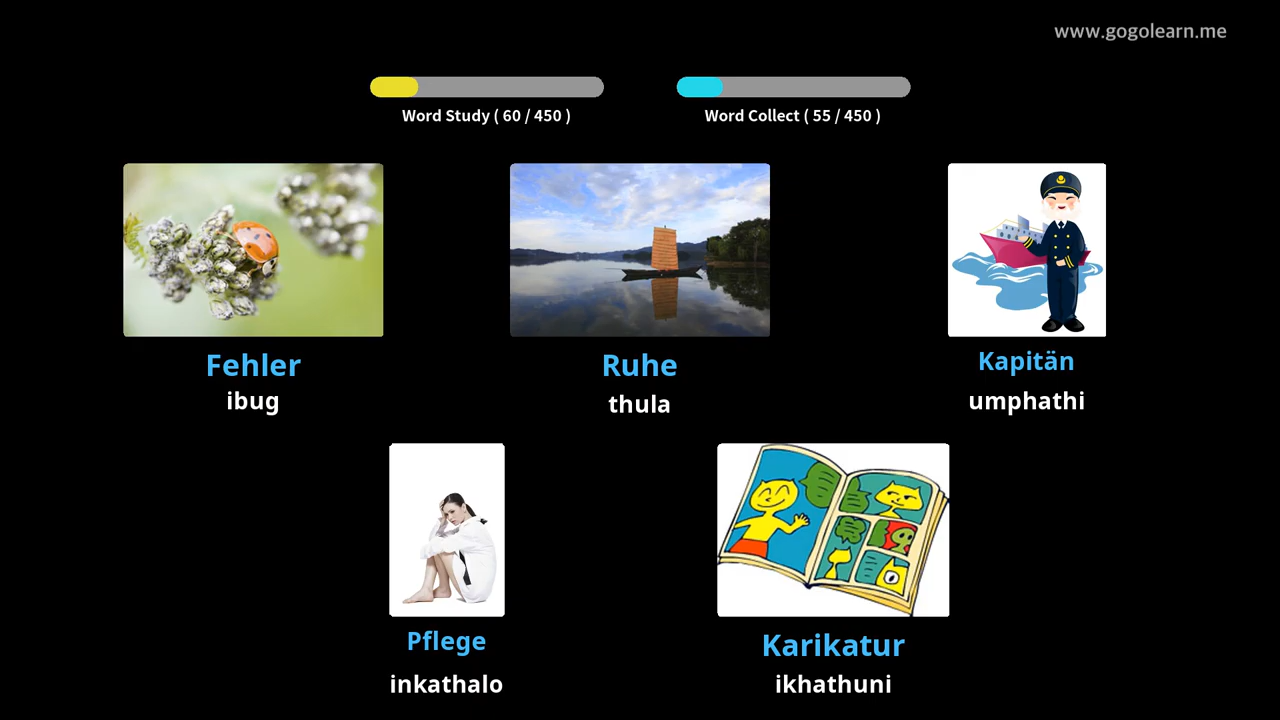 www.gogolearn.me
Word Study ( 60 / 450 )
Word Collect ( 55 / 450 )
Fehler
ibug
Ruhe
thula
Kapitän
umphathi
Pflege
inkathalo
Karikatur
ikhathuni